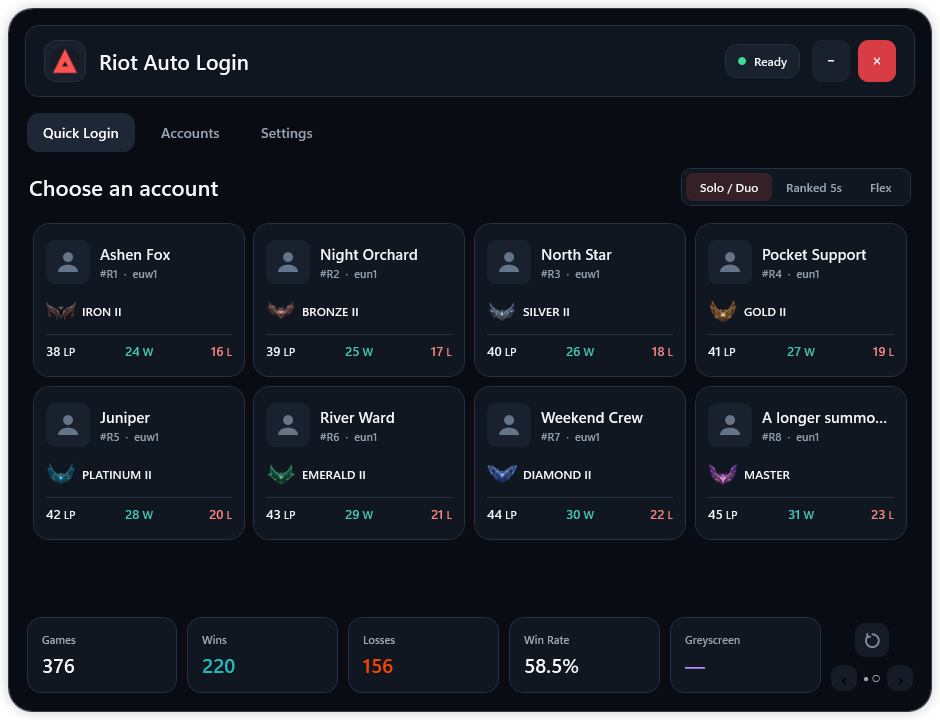 Riot Auto Login
Ready
Quick Login Accounts Settings
Choose an account
Solo / Duo Ranked 5s Flex
Ashen Fox
#R1 · euw1
IRON II
38 LP 24 W 16 L
Night Orchard
#R2 · eun1
BRONZE II
39 LP 25 W 17 L
North Star
#R3 · euw1
SILVER II
40 LP 26 W 18 L
Pocket Support
#R4 · eun1
GOLD II
41 LP 27 W 19 L
Juniper
#R5 · euw1
PLATINUM II
42 LP 28 W 20 L
River Ward
#R6 · eun1
EMERALD II
43 LP 29 W 21 L
Weekend Crew
#R7 · euw1
DIAMOND II
44 LP 30 W 22 L
A longer summo...
#R8 · eun1
MASTER
45 LP 31 W 23 L
Games
376
Wins
220
Losses
156
Win Rate
58.5%
Greyscreen
—